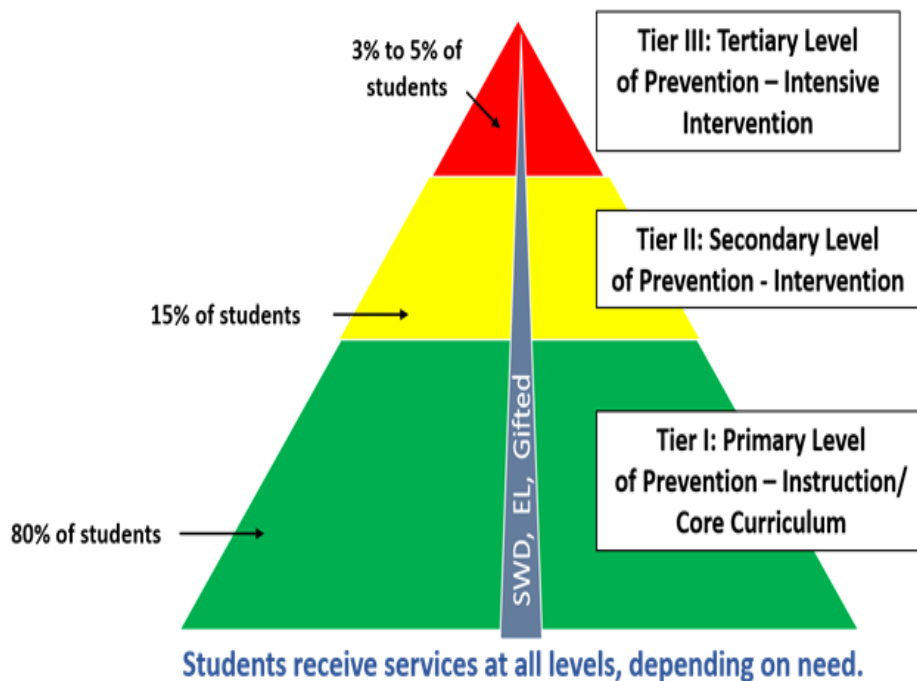 3% to 5% of
students
Tier III: Tertiary Level
of Prevention – Intensive
Intervention
Tier II: Secondary Level
of Prevention - Intervention
15% of students
Tier I: Primary Level
of Prevention – Instruction/
Core Curriculum
80% of students
SWD, EL, Gifted
Students receive services at all levels, depending on need.